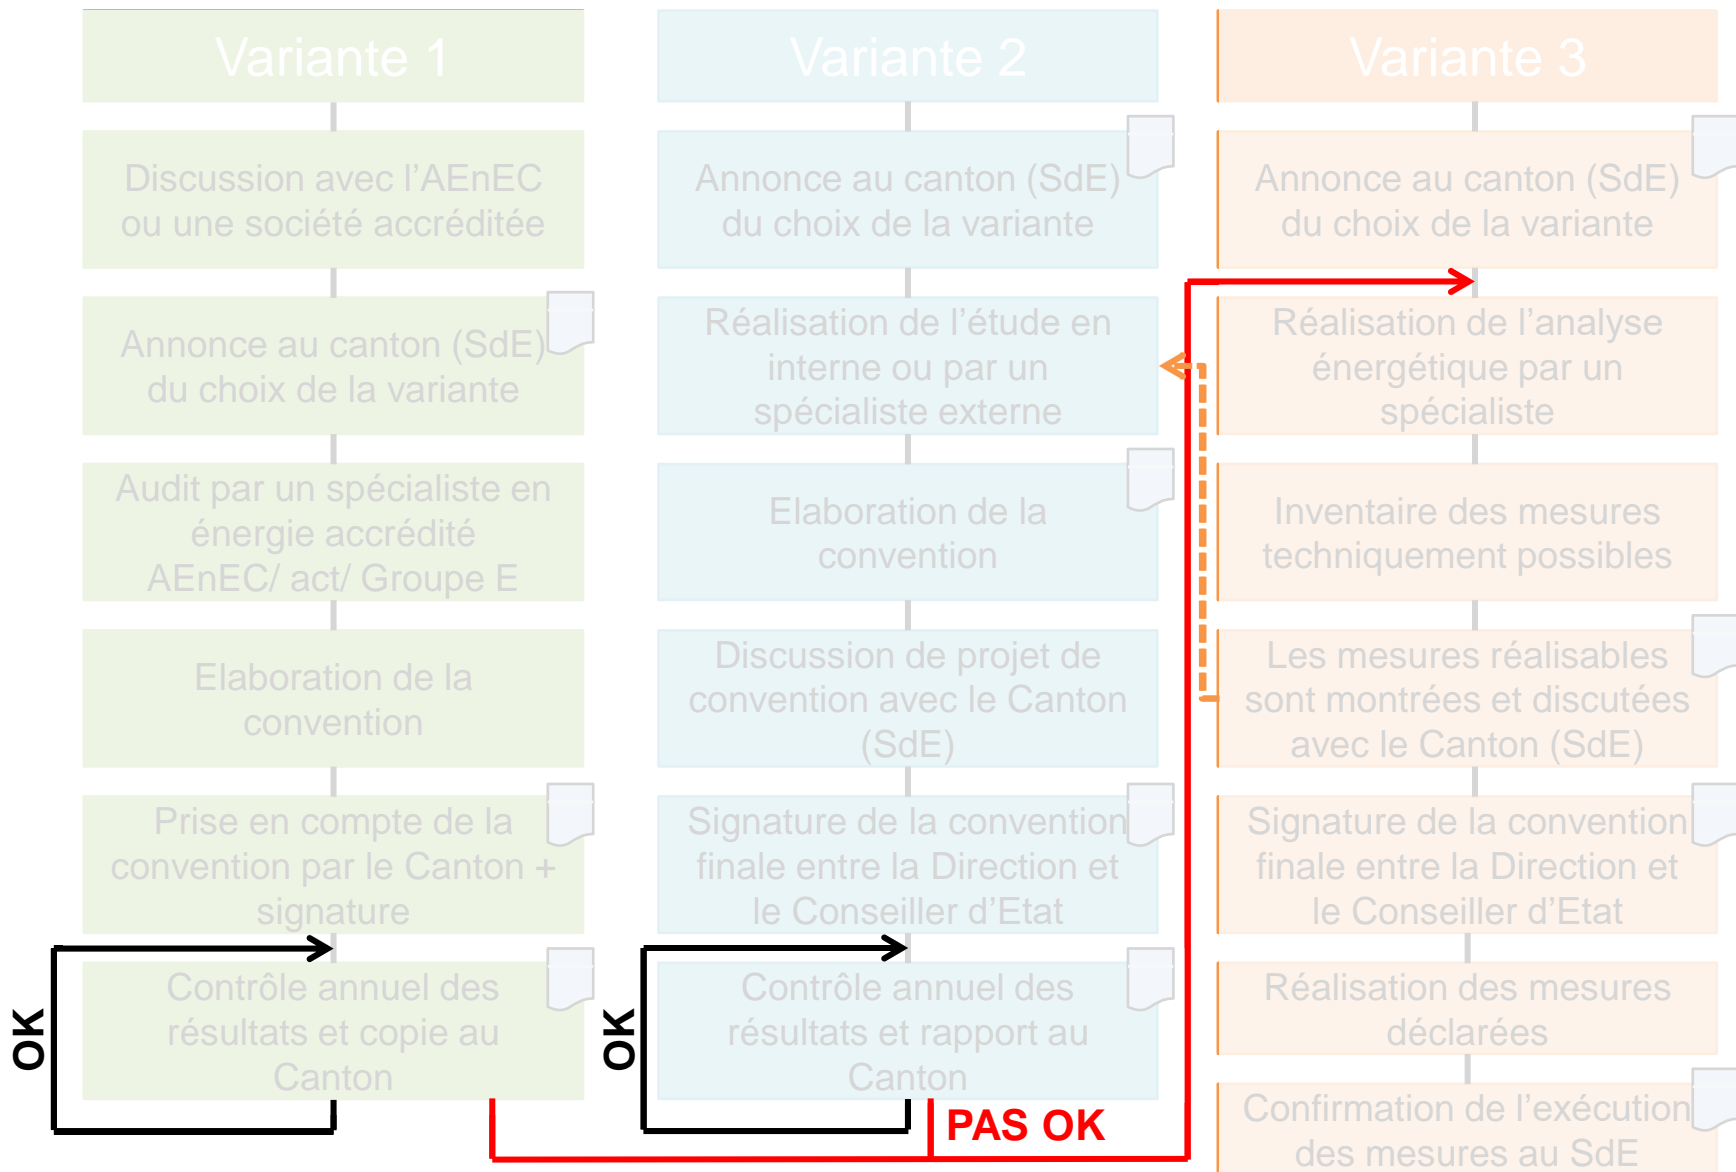 Variante 1
Discussion avec l'AEnEC
ou une société accréditée
Annonce au canton (SdE)
du choix de la variante
Audit par un spécialiste en
énergie accrédité
AEnEC/ act/ Groupe E
Elaboration de la
convention
Prise en compte de la
convention par le Canton +
signature
Contrôle annuel des
résultats et copie au
Canton
OK
Variante 2
Annonce au canton (SdE)
du choix de la variante
Réalisation de l'étude en
interne ou par un
spécialiste externe
Elaboration de la
convention
Discussion de projet de
convention avec le Canton
(SdE)
Signature de la convention
finale entre la Direction et
le Conseiller d'Etat
Contrôle annuel des
résultats et rapport au
Canton
OK
PAS OK
Variante 3
Annonce au canton (SdE)
du choix de la variante
Réalisation de l'analyse
énergétique par un
spécialiste
Inventaire des mesures
techniquement possibles
Les mesures réalisables
sont montrées et discutées
avec le Canton (SdE)
Signature de la convention
finale entre la Direction et
le Conseiller d'Etat
Réalisation des mesures
déclarées
Confirmation de l'exécution
des mesures au SdE